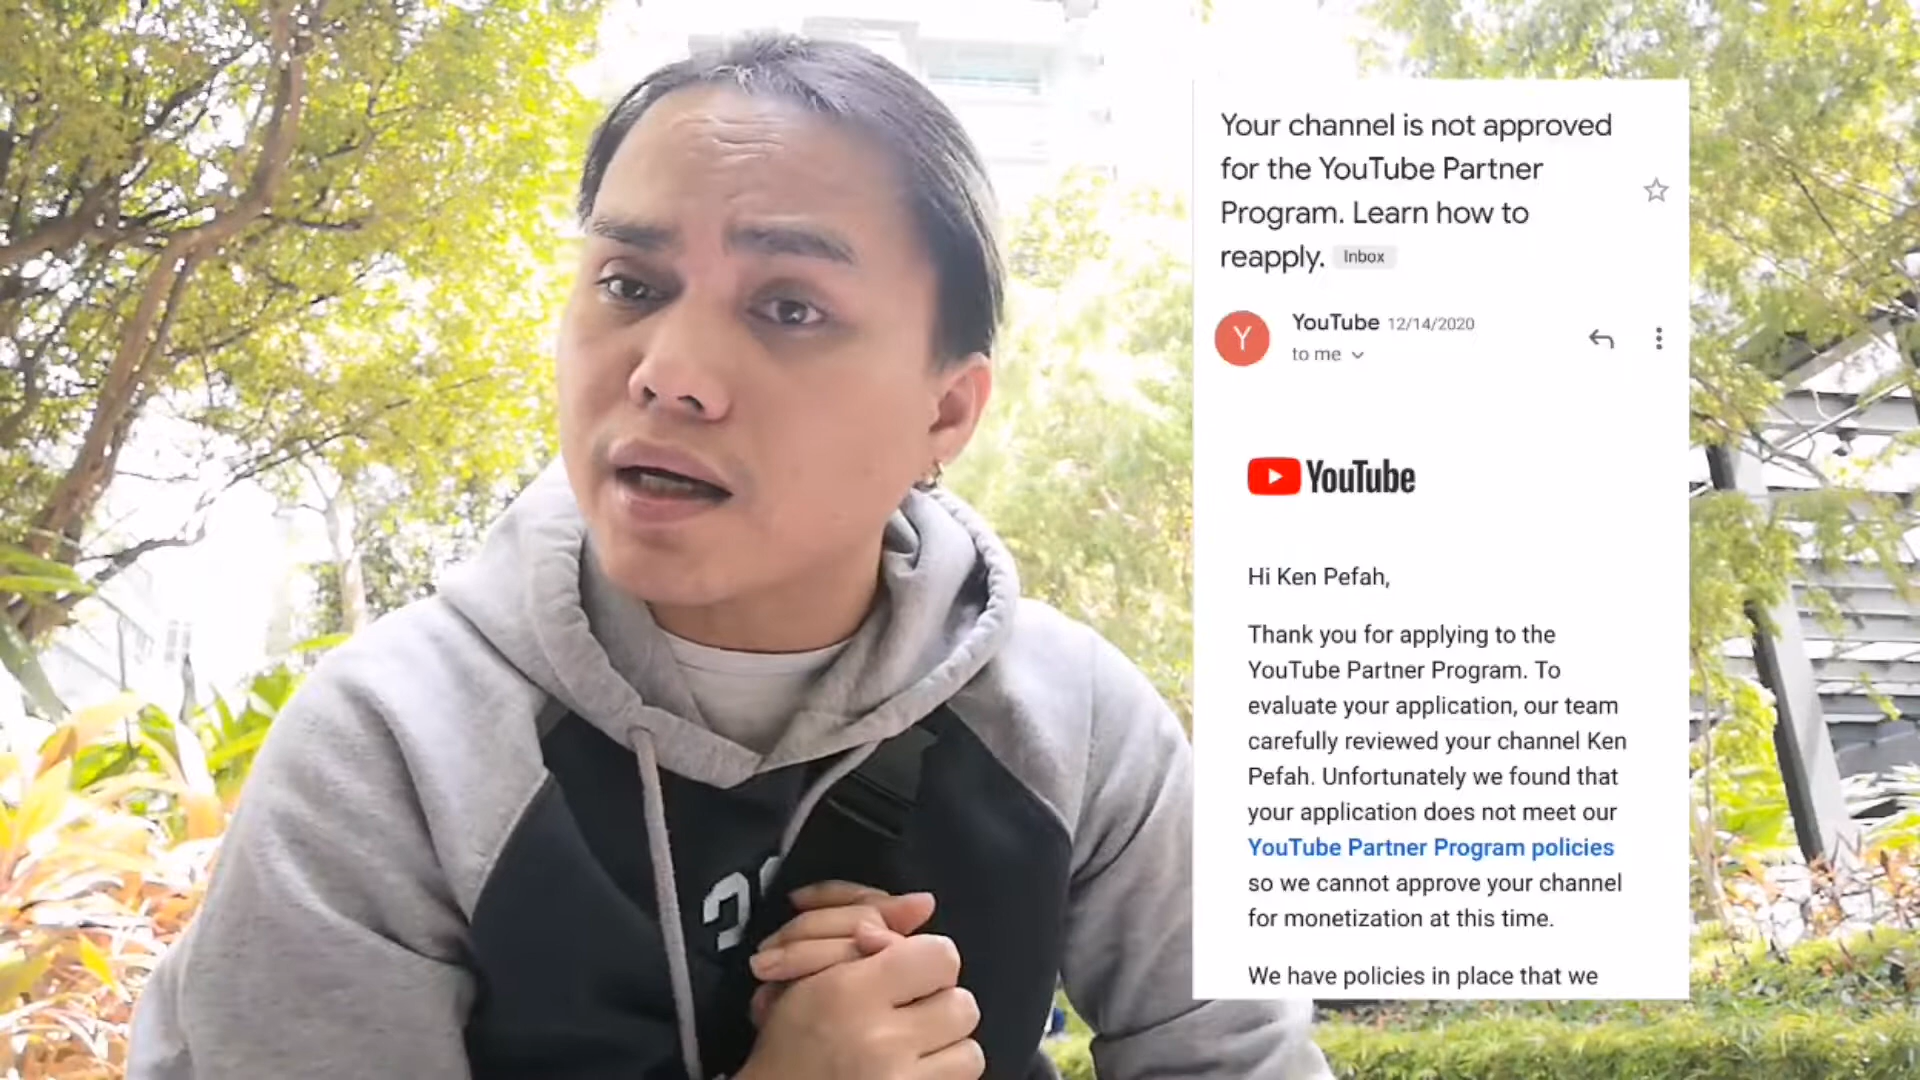 Your channel is not approved
for the YouTube Partner
Program. Learn how to
reapply. Inbox
Y
YouTube 12/14/2020
to me
YouTube
Hi Ken Pefah,
Thank you for applying to the
YouTube Partner Program. To
evaluate your application, our team
carefully reviewed your channel Ken
Pefah. Unfortunately we found that
your application does not meet our
YouTube Partner Program policies
so we cannot approve your channel
for monetization at this time.
We have policies in place that we